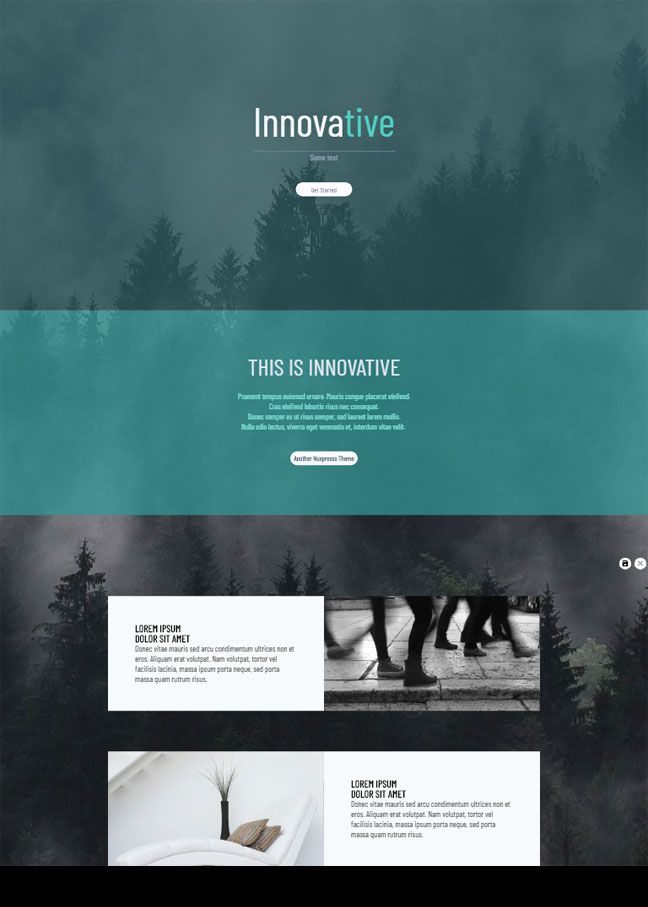 Innovative
Some text
Get Started
THIS IS INNOVATIVE
Praesent tempus euismod ornare. Mauris congue placerat eleifend.
Cras eleifend lobortis risus nec consequat.
Donec semper ex ut risus semper, sed laoreet lorem mollis.
Nulla odio lectus, viverra eget venenatis et, interdum vitae velit.
Another Nuxpresso Theme
LOREM IPSUM
DOLOR SIT AMET
Donec vitae mauris sed arcu condimentum ultrices non et
eros. Aliquam erat volutpat. Nam volutpat, tortor vel
facilisis lacinia, massa ipsum porta neque, sed porta
massa quam rutrum risus.
LOREM IPSUM
DOLOR SIT AMET
Donec vitae mauris sed arcu condimentum ultrices non et
eros. Aliquam erat volutpat. Nam volutpat, tortor vel
facilisis lacinia, massa ipsum porta neque, sed porta
massa quam rutrum risus.